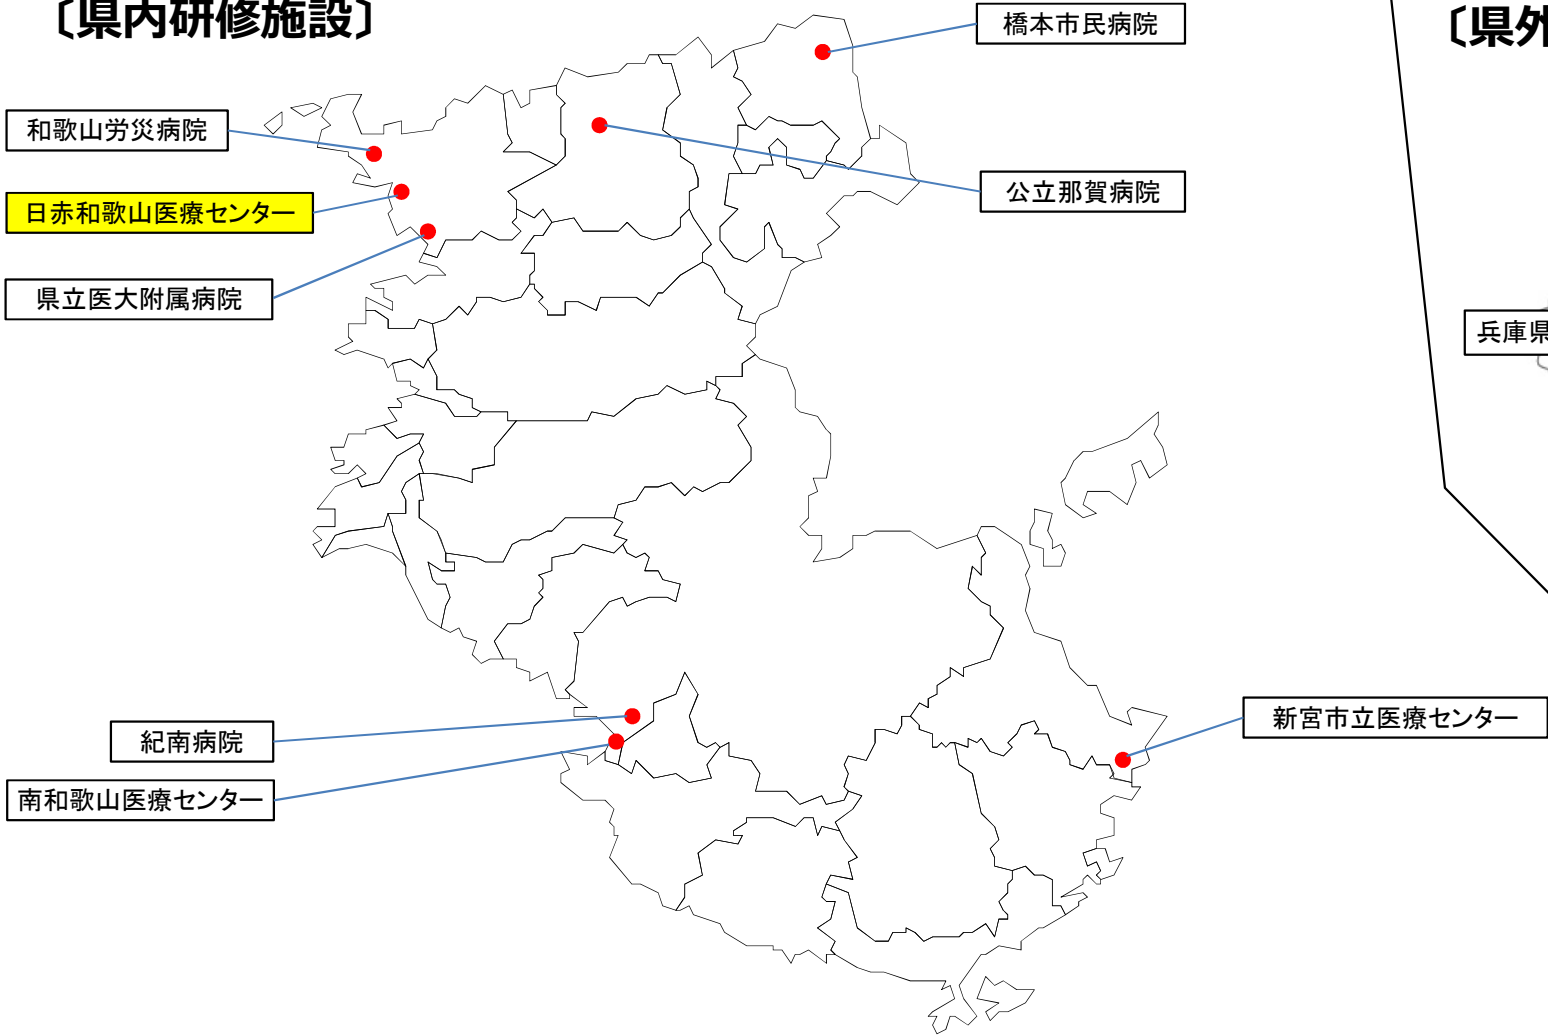 〔県内研修施設〕
〔県外
橋本市民病院
和歌山労災病院
公立那賀病院
日赤和歌山医療センター
県立医大附属病院
兵庫県
紀南病院
新宮市立医療センター
南和歌山医療センター